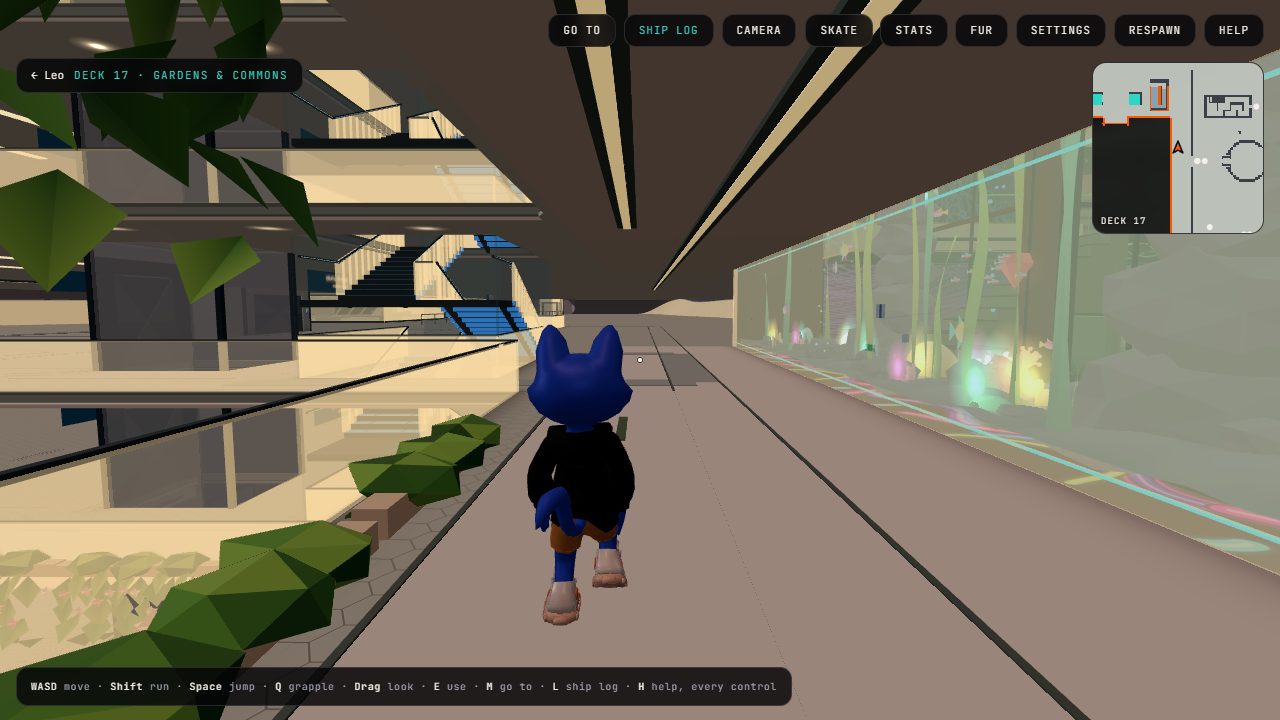 GO TO
SHIP LOG
CAMERA
SKATE
STATS
FUR
SETTINGS
RESPAWN
HELP
← Leo DECK 17 · GARDENS & COMMONS
DECK 17
WASD move · Shift run · Space jump · Q grapple · Drag look · E use · M go to · L ship log · H help, every control